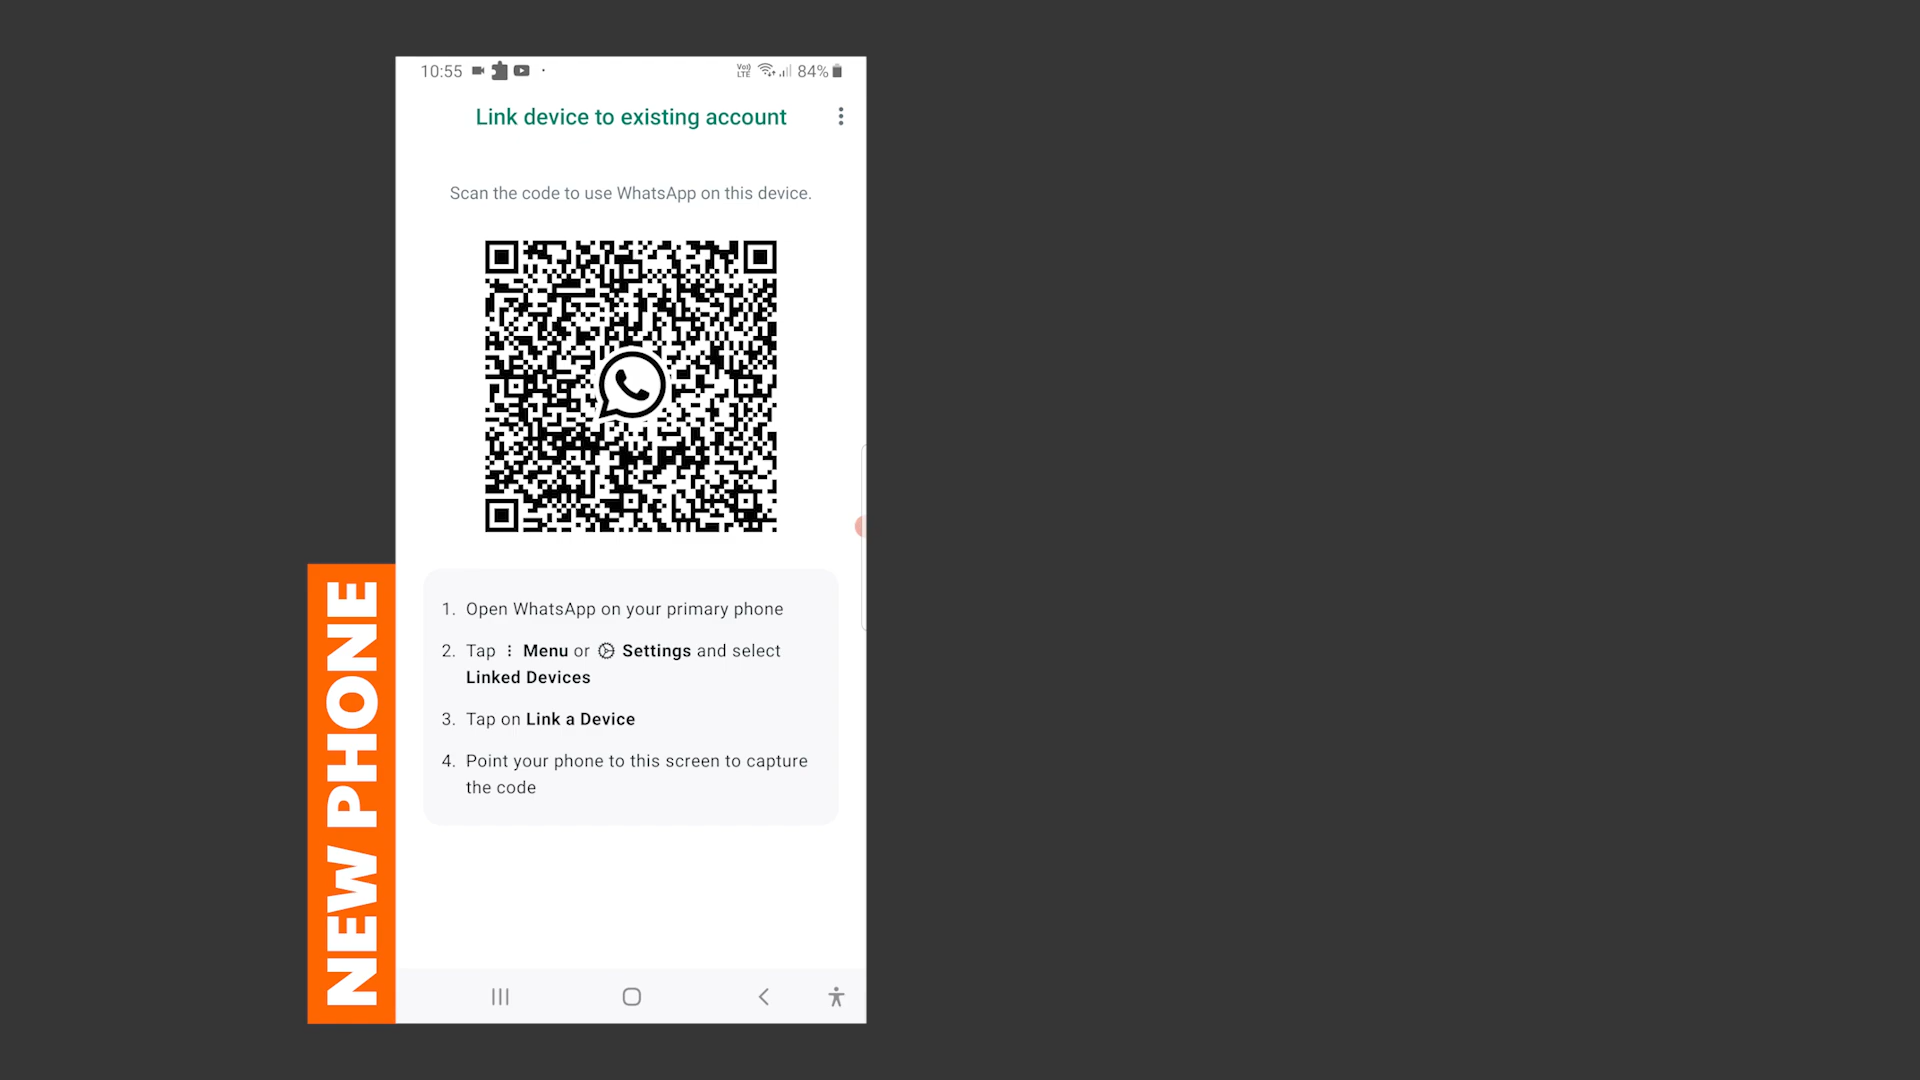 10:55
Vo)) LTE 84%
Link device to existing account
Scan the code to use WhatsApp on this device.
1. Open WhatsApp on your primary phone
2. Tap Menu or Settings and select
Linked Devices
3. Tap on Link a Device
4. Point your phone to this screen to capture
the code
NEW PHONE